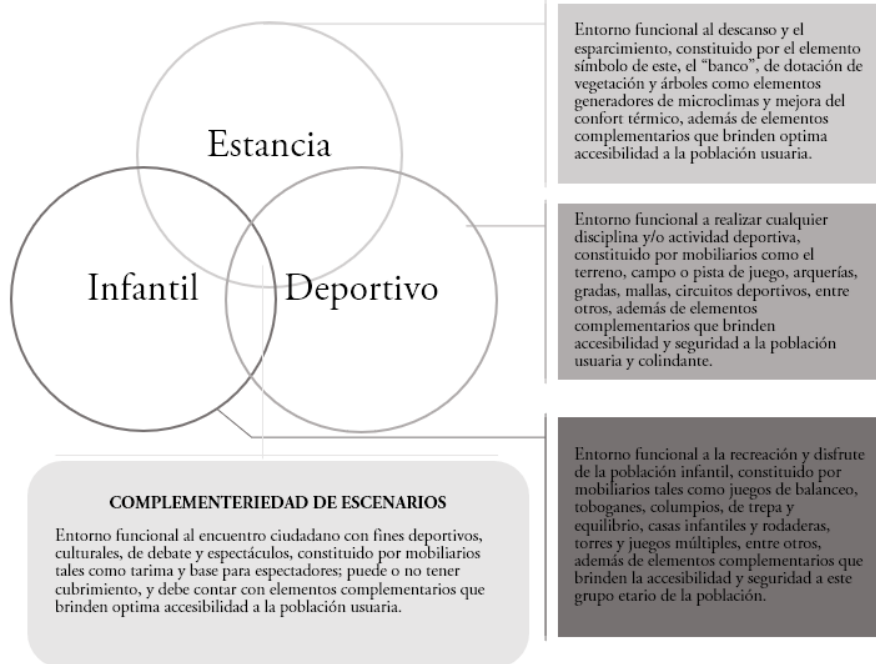 Estancia
Infantil
Deportivo
Entorno funcional al descanso y el
esparcimiento, constituido por el elemento
símbolo de este, el “banco”, de dotación de
vegetación y árboles como elementos
generadores de microclimas y mejora del
confort térmico, además de elementos
complementarios que brinden optima
accesibilidad a la población usuaria.
Entorno funcional a realizar cualquier
disciplina y/o actividad deportiva,
constituido por mobiliarios como el
terreno, campo o pista de juego, arquerías,
gradas, mallas, circuitos deportivos, entre
otros, además de elementos
complementarios que brinden
accesibilidad y seguridad a la población
usuaria y colindante.
Entorno funcional a la recreación y disfrute
de la población infantil, constituido por
mobiliarios tales como juegos de balanceo,
toboganes, columpios, de trepa y
equilibrio, casas infantiles y rodaderas,
torres y juegos múltiples, entre otros,
además de elementos complementarios que
brinden la accesibilidad y seguridad a este
grupo etario de la población.
COMPLEMENTERIEDAD DE ESCENARIOS
Entorno funcional al encuentro ciudadano con fines deportivos,
culturales, de debate y espectáculos, constituido por mobiliarios
tales como tarima y base para espectadores; puede o no tener
cubrimiento, y debe contar con elementos complementarios que
brinden optima accesibilidad a la población usuaria.